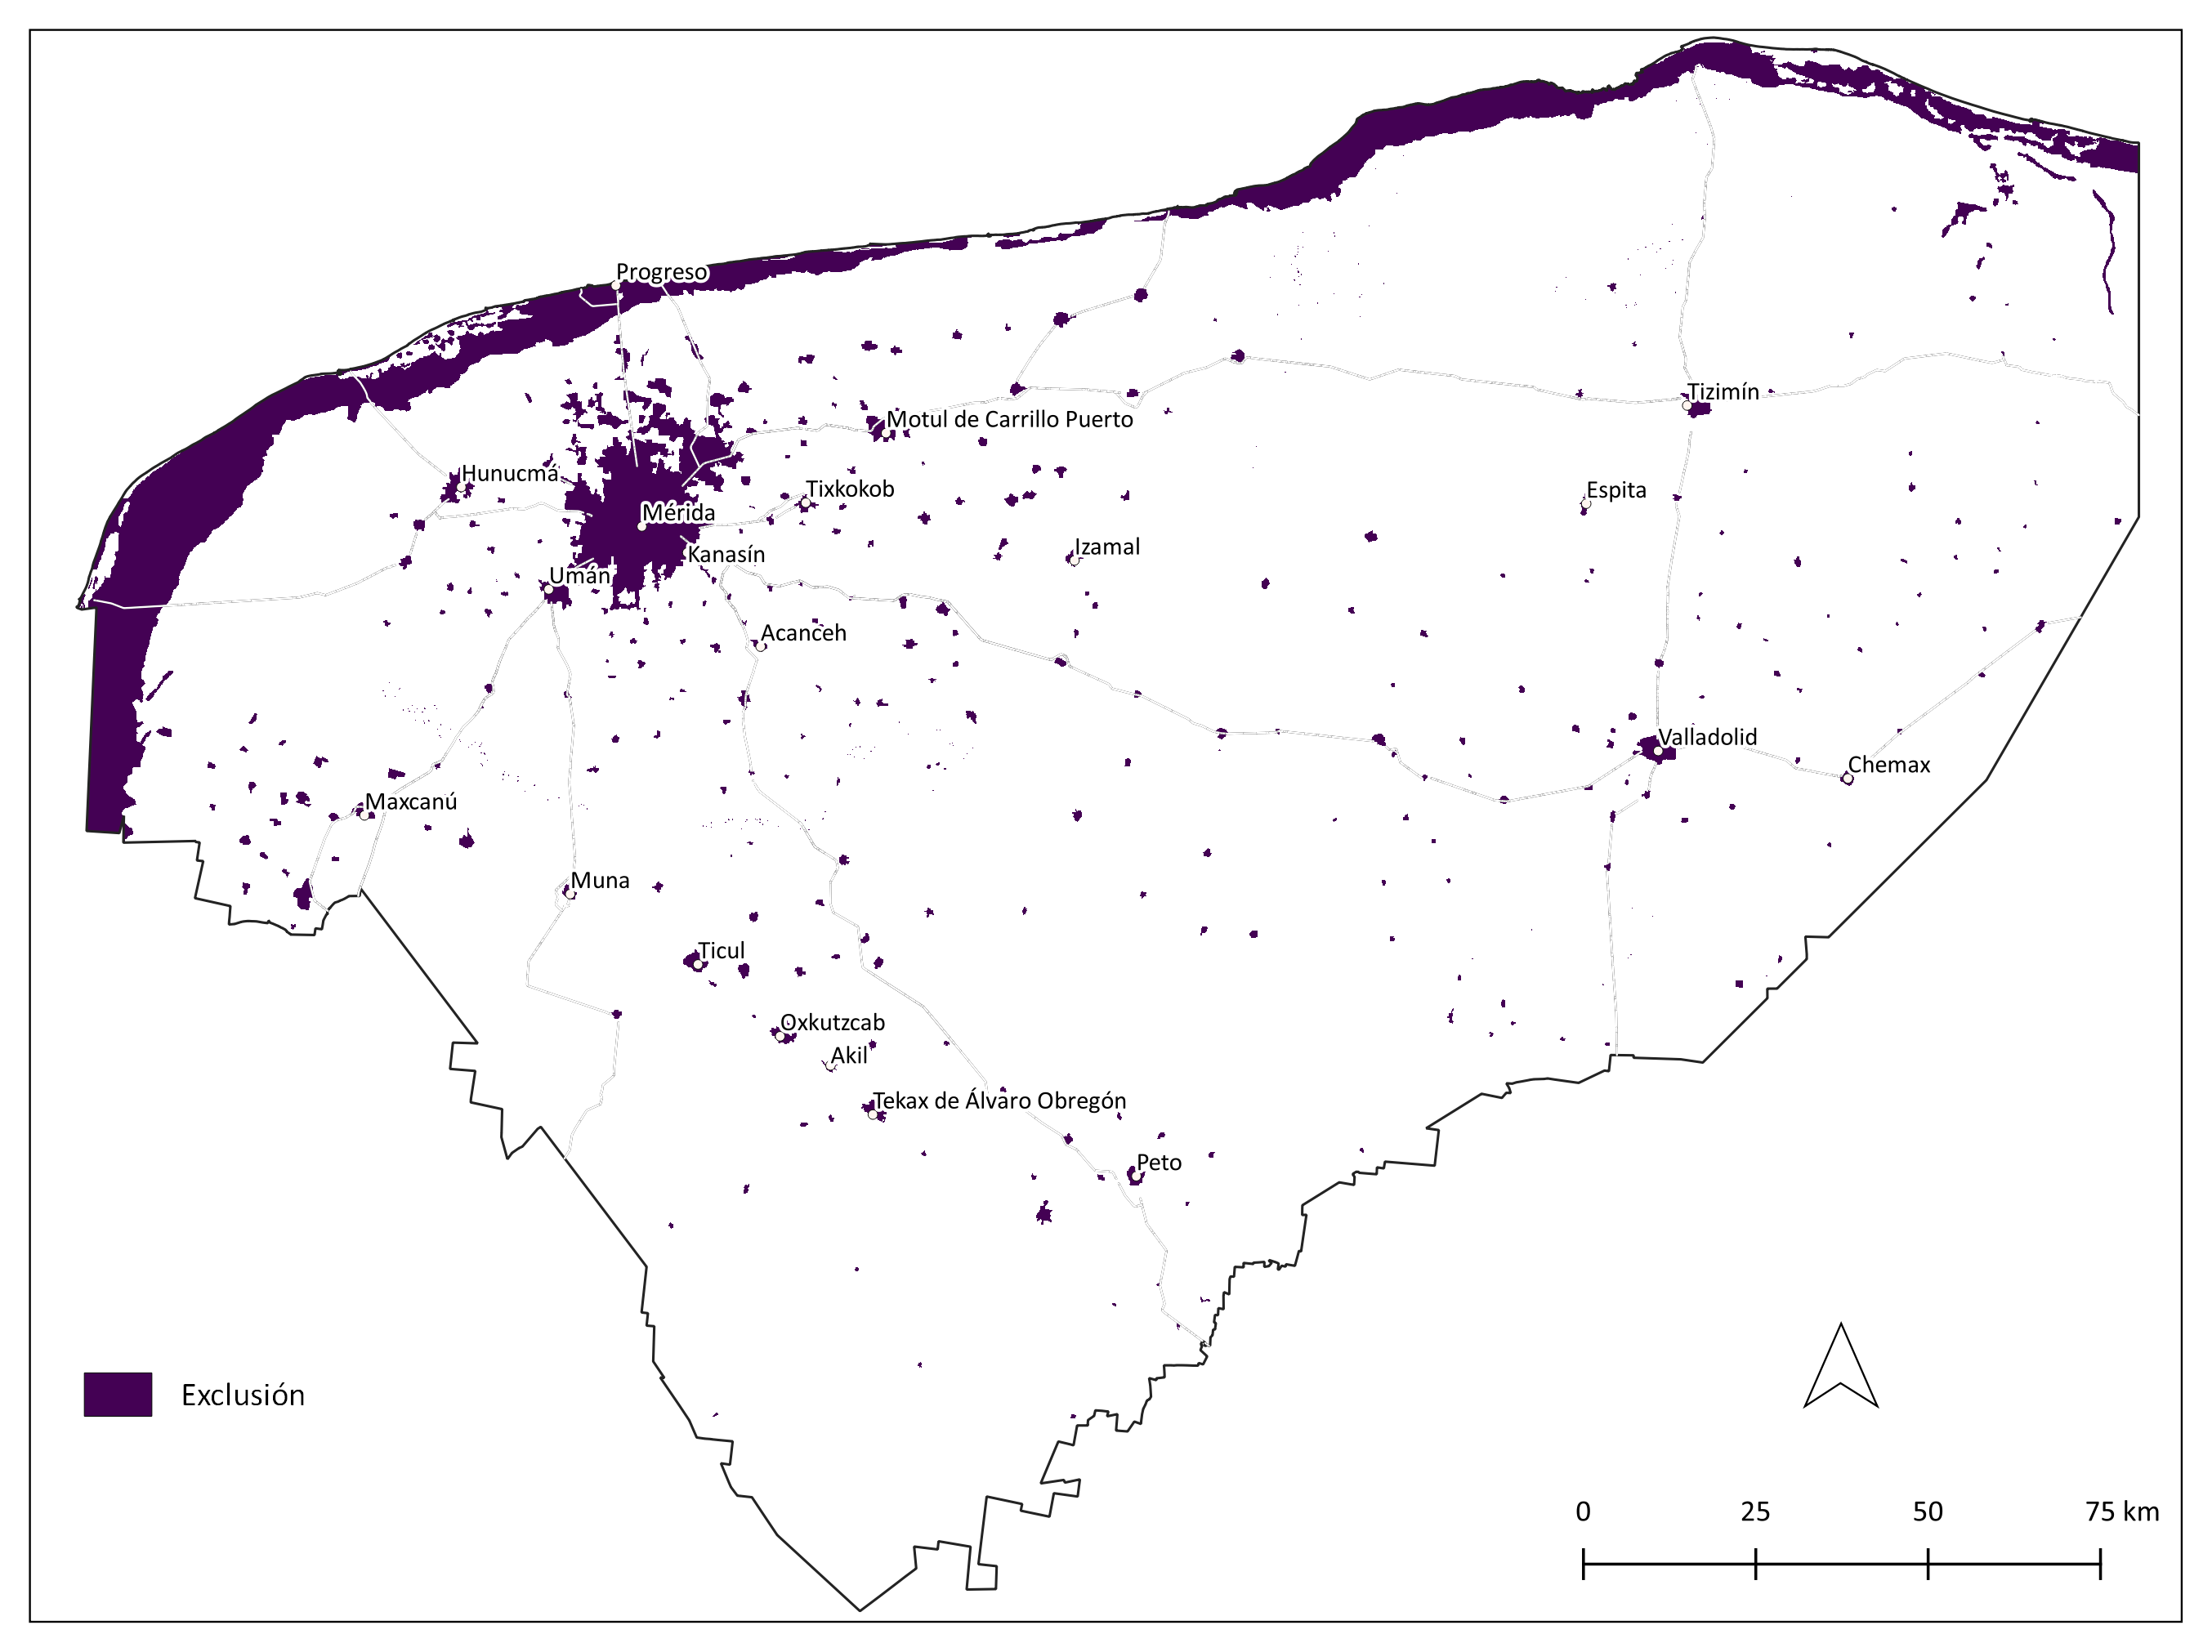 Progreso
Tizimín
Motul de Carrillo Puerto
Hunucmá
Tixkokob
Espita
Mérida
Izamal
Kanasín
Umán
Acanceh
Valladolid
Chemax
Maxcanú
Muna
Ticul
Oxkutzcab
Akil
Tekax de Álvaro Obregón
Peto
Exclusión
0 25 50 75 km